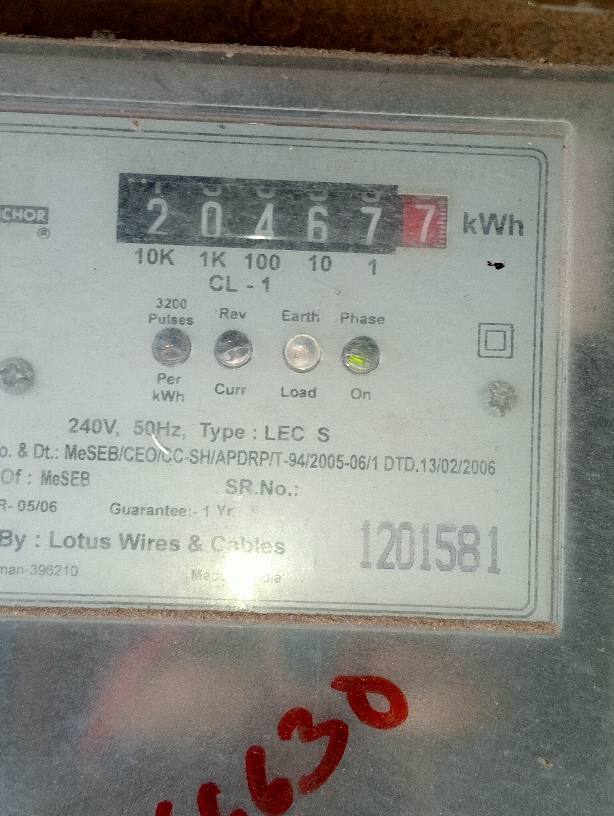 CHOR
®
2 0 4 6 7 7 kWh
10K 1K 100 10 1
CL - 1
3200 Pulses Rev Earth Phase
Per kWh Curr Load On
240V, 50Hz, Type : LEC S
o. & Dt.: MeSEB/CEO/CC-SH/APDRP/T-94/2005-06/1 DTD.13/02/2006
Of : MeSEB SR.No.:
R- 05/06 Guarantee:- 1 Yr.
By : Lotus Wires & Cables 1201581
man-396210
630